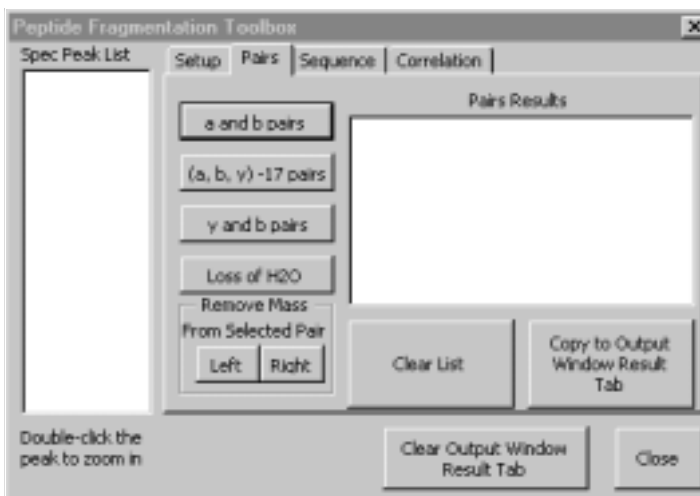 Peptide Fragmentation Toolbox
Spec Peak List
Setup
Pairs
Sequence
Correlation
a and b pairs
(a, b, y) -17 pairs
y and b pairs
Loss of H2O
Remove Mass
From Selected Pair
Left
Right
Pairs Results
Clear List
Copy to Output
Window Result
Tab
Double-click the
peak to zoom in
Clear Output Window
Result Tab
Close